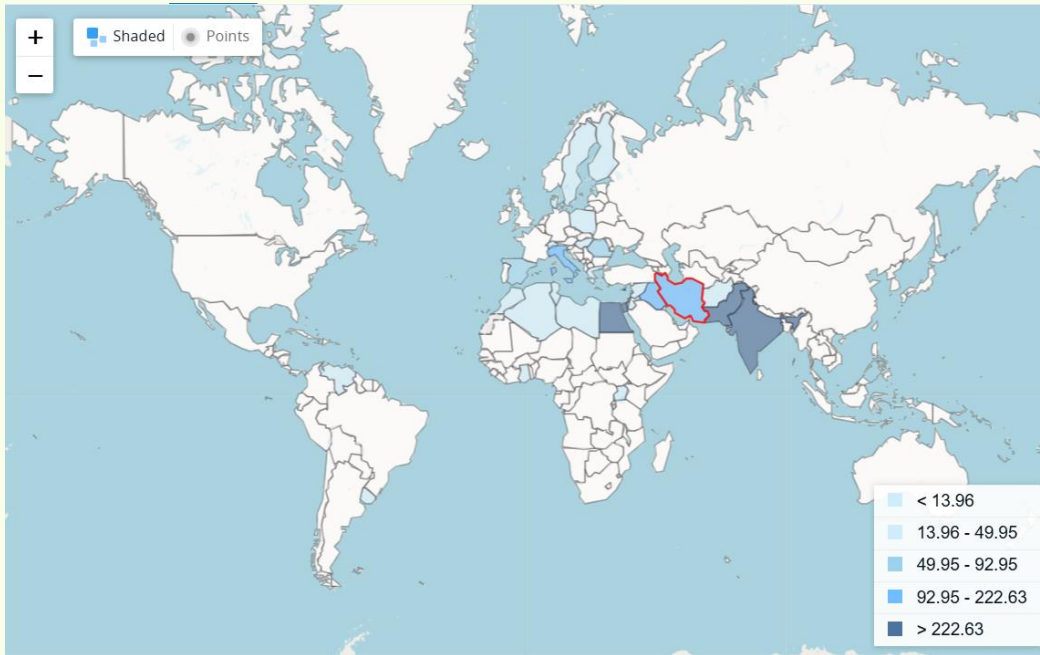 +
Shaded
Points
−
< 13.96
13.96 - 49.95
49.95 - 92.95
92.95 - 222.63
> 222.63